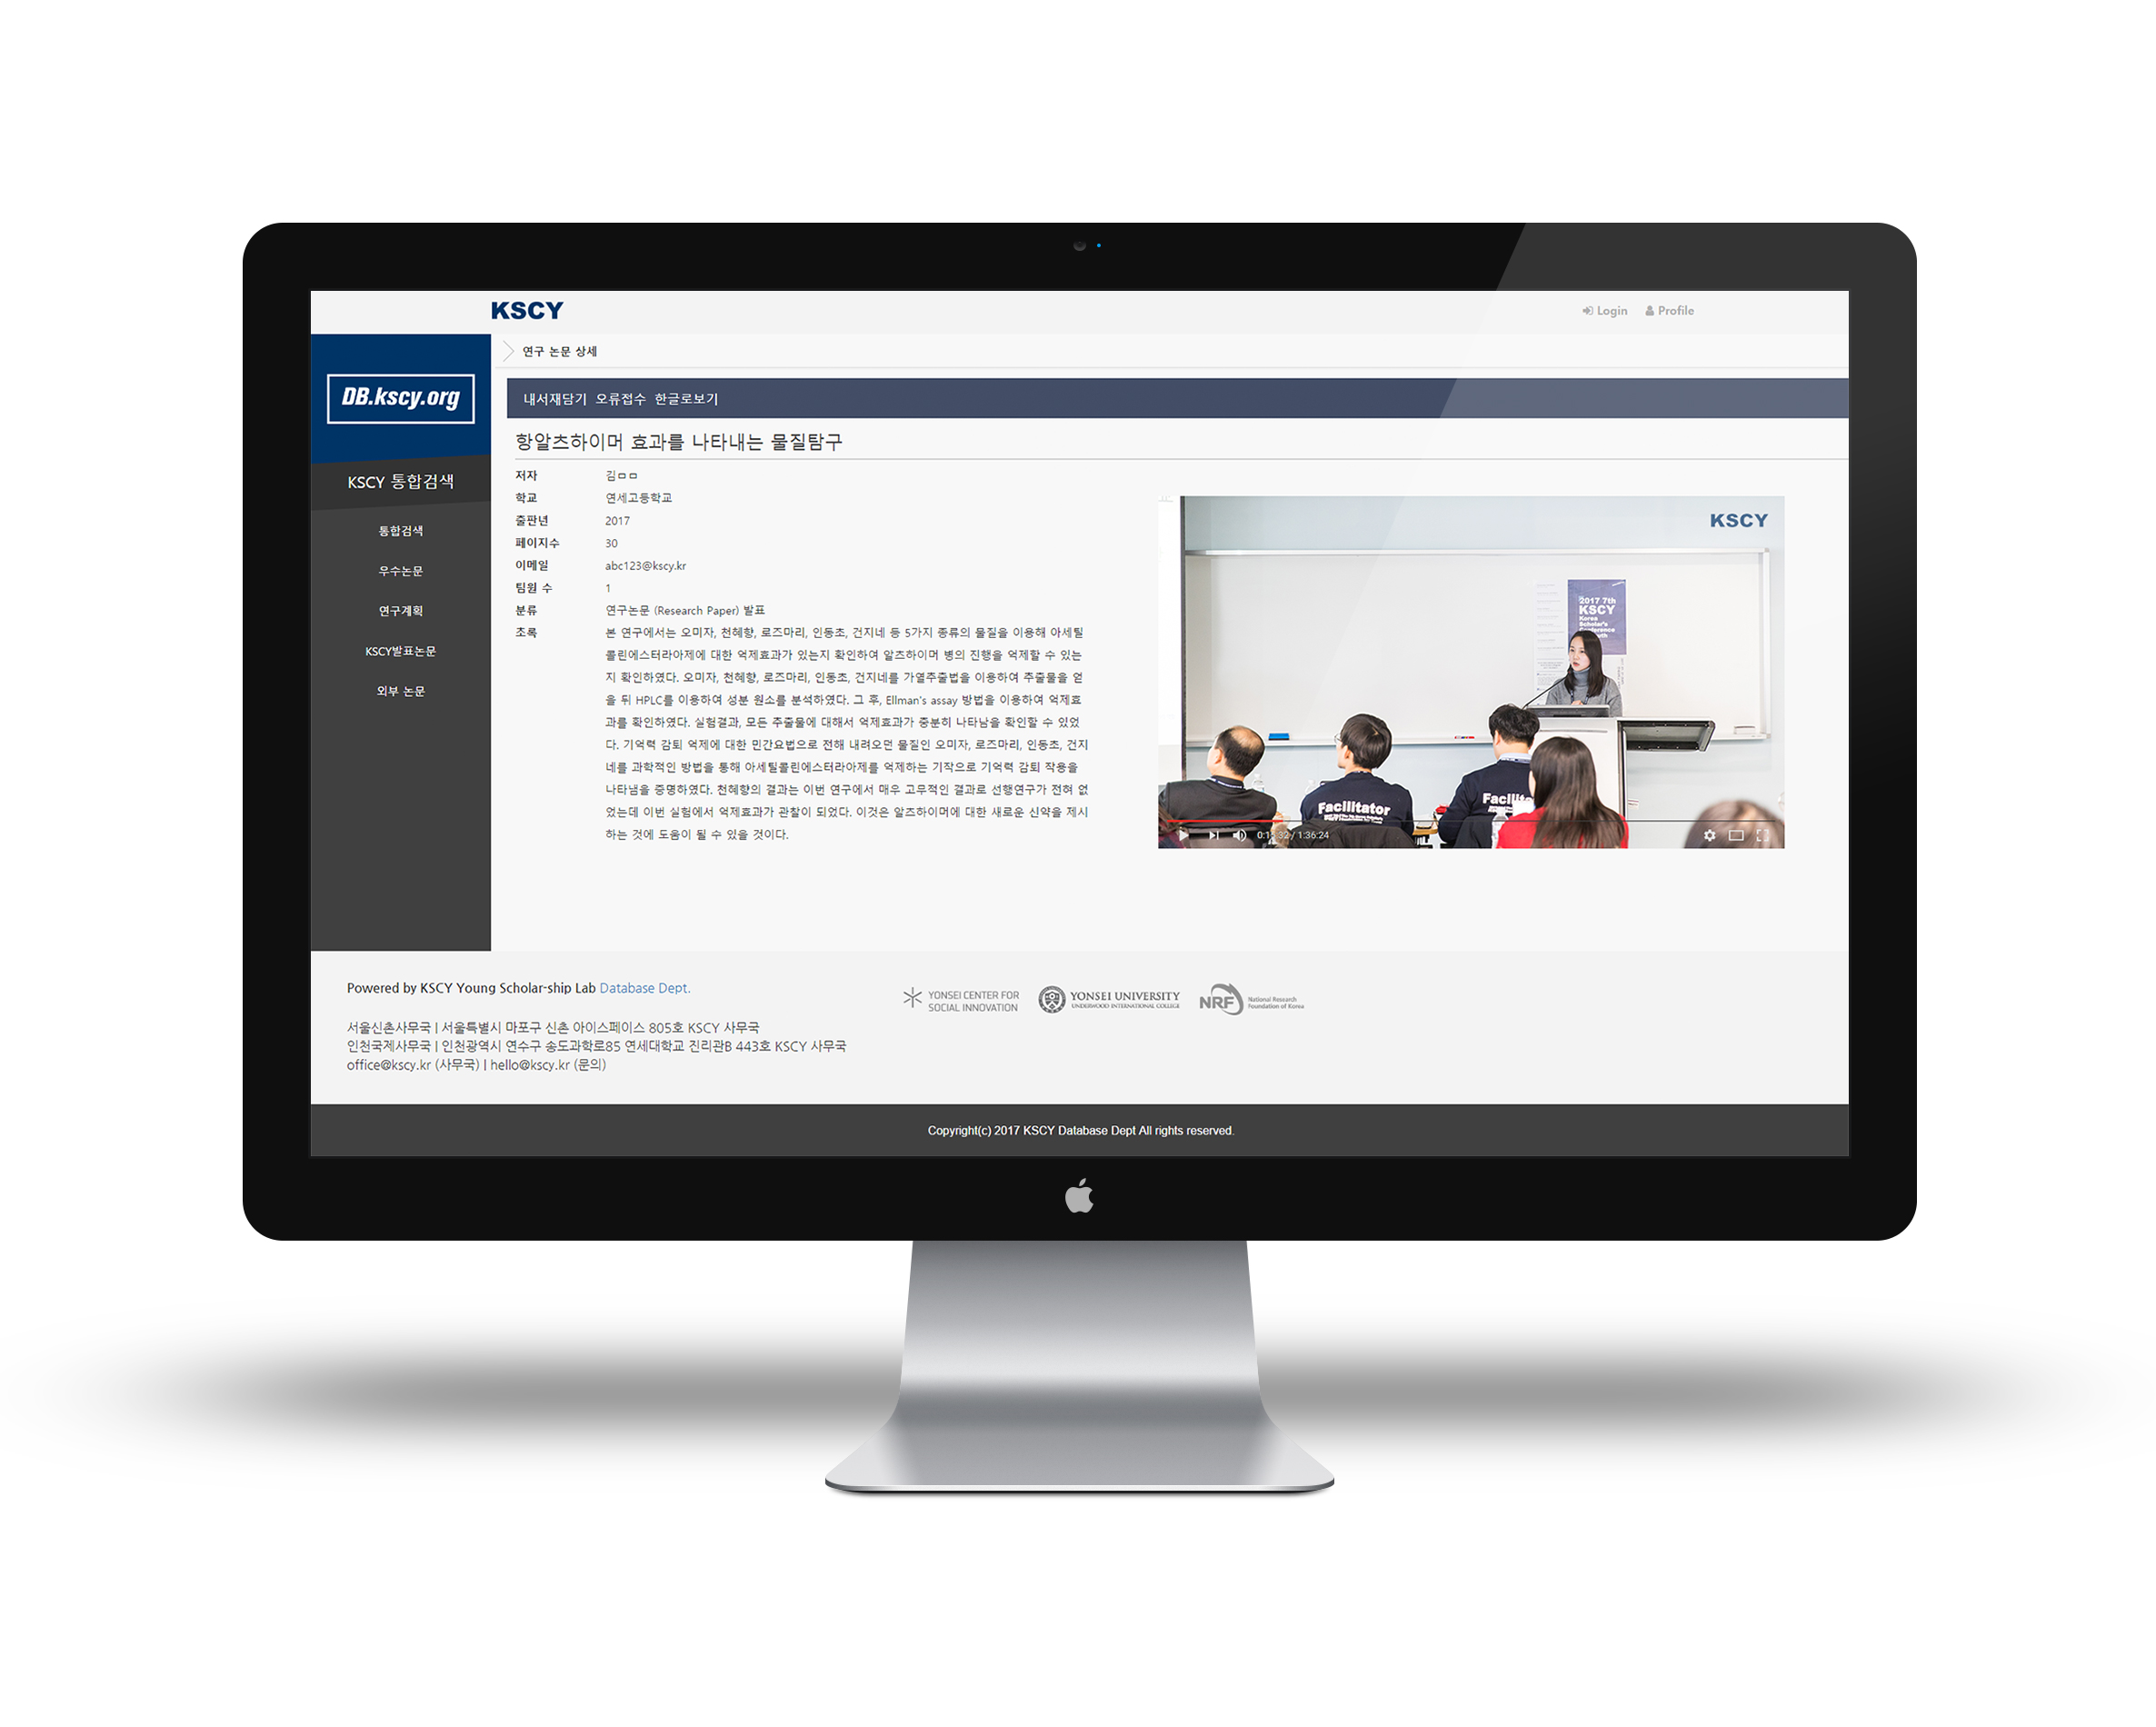 KSCY
Login
Profile
DB.kscy.org
연구 논문 상세
내서재담기 오류접수 한글로보기
KSCY 통합검색
통합검색
우수논문
연구계획
KSCY발표논문
외부 논문
항알츠하이머 효과를 나타내는 물질탐구
저자 김ㅁㅁ
학교 연세고등학교
출판년 2017
페이지수 30
이메일 abc123@kscy.kr
팀원 수 1
분류 연구논문 (Research Paper) 발표
초록 본 연구에서는 오미자, 천혜향, 로즈마리, 인동초, 건지네 등 5가지 종류의 물질을 이용해 아세틸
콜린에스터라아제에 대한 억제효과가 있는지 확인하여 알츠하이머 병의 진행을 억제할 수 있는
지 확인하였다. 오미자, 천혜향, 로즈마리, 인동초, 건지네를 가열추출법을 이용하여 추출물을 얻
을 뒤 HPLC를 이용하여 성분 원소를 분석하였다. 그 후, Ellman's assay 방법을 이용하여 억제효
과를 확인하였다. 실험결과, 모든 추출물에 대해서 억제효과가 충분히 나타남을 확인할 수 있었
다. 기억력 감퇴 억제에 대한 민간요법으로 전해 내려오던 물질인 오미자, 로즈마리, 인동초, 건지
네를 과학적인 방법을 통해 아세틸콜린에스터라아제를 억제하는 기작으로 기억력 감퇴 작용을
나타냄을 증명하였다. 천혜향의 결과는 이번 연구에서 매우 고무적인 결과로 선행연구가 전혀 없
었는데 이번 실험에서 억제효과가 관찰이 되었다. 이것은 알츠하이머에 대한 새로운 신약을 제시
하는 것에 도움이 될 수 있을 것이다.
KSCY
2017 7th
KSCY
Korea
Scholar's
Facilitator
1:36:24
Powered by KSCY Young Scholar-ship Lab Database Dept.
서울신촌사무국 | 서울특별시 마포구 신촌 아이스페이스 805호 KSCY 사무국
인천국제사무국 | 인천광역시 연수구 송도과학로85 연세대학교 진리관B 443호 KSCY 사무국
office@kscy.kr (사무국) | hello@kscy.kr (문의)
YONSEI CENTER FOR
SOCIAL INNOVATION
YONSEI UNIVERSITY
UNDERWOOD INTERNATIONAL COLLEGE
NRF National Research
Foundation of Korea
Copyright(c) 2017 KSCY Database Dept All rights reserved.